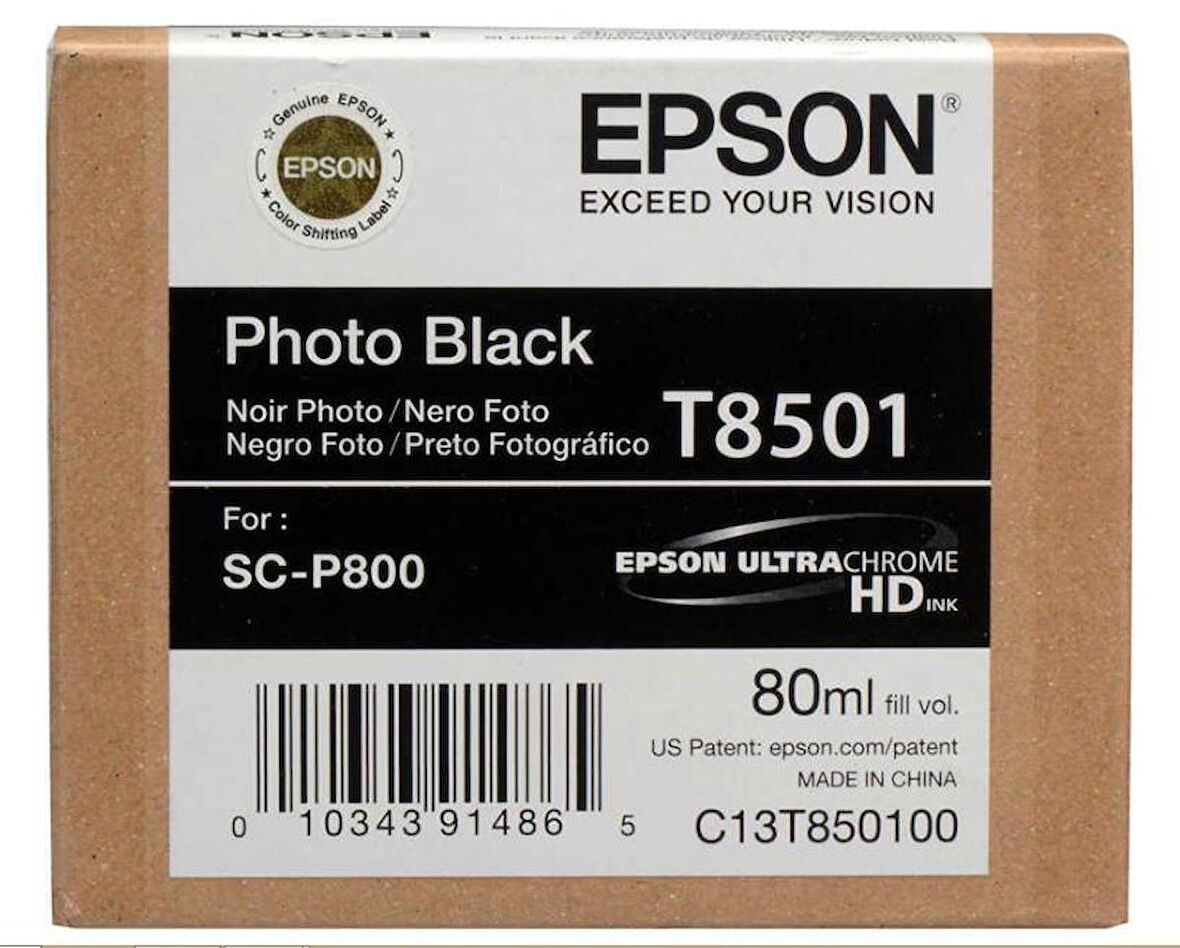 EPSON
Genuine EPSON
EPSON
Color Shifting Label
EPSON®
EXCEED YOUR VISION
Photo Black
Noir Photo / Nero Foto
Negro Foto / Preto Fotográfico
T8501
For :
SC-P800
EPSON ULTRACHROME
HD INK
80ml fill vol.
US Patent: epson.com/patent
MADE IN CHINA
C13T850100
0 10343 91486 5